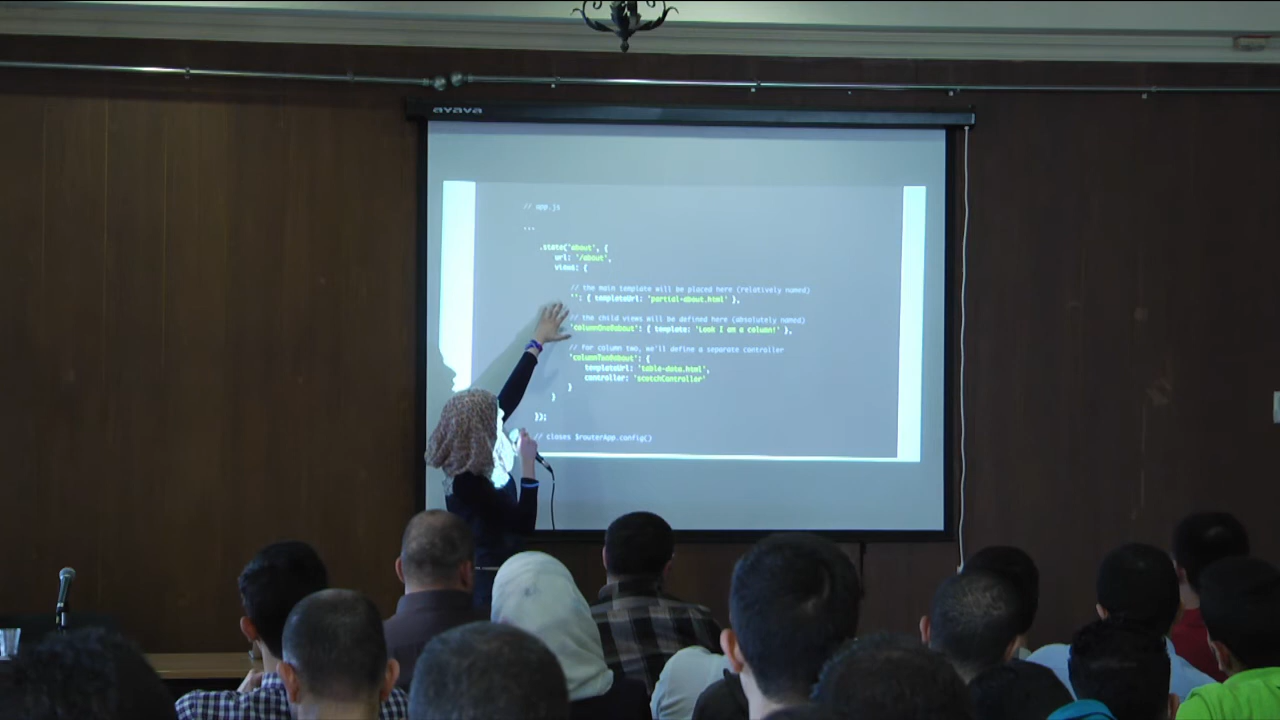 avaya
// app.js
...
.state('about', {
url: '/about',
views: {
// the main template will be placed here (relatively named)
'': { templateUrl: 'partial-about.html' },
// the child views will be defined here (absolutely named)
'columnOne@about': { template: 'Look I am a column!' },
// for column two, we'll define a separate controller
'columnTwo@about': {
templateUrl: 'table-data.html',
controller: 'scotchController'
}
}
});
// closes $routerApp.config()